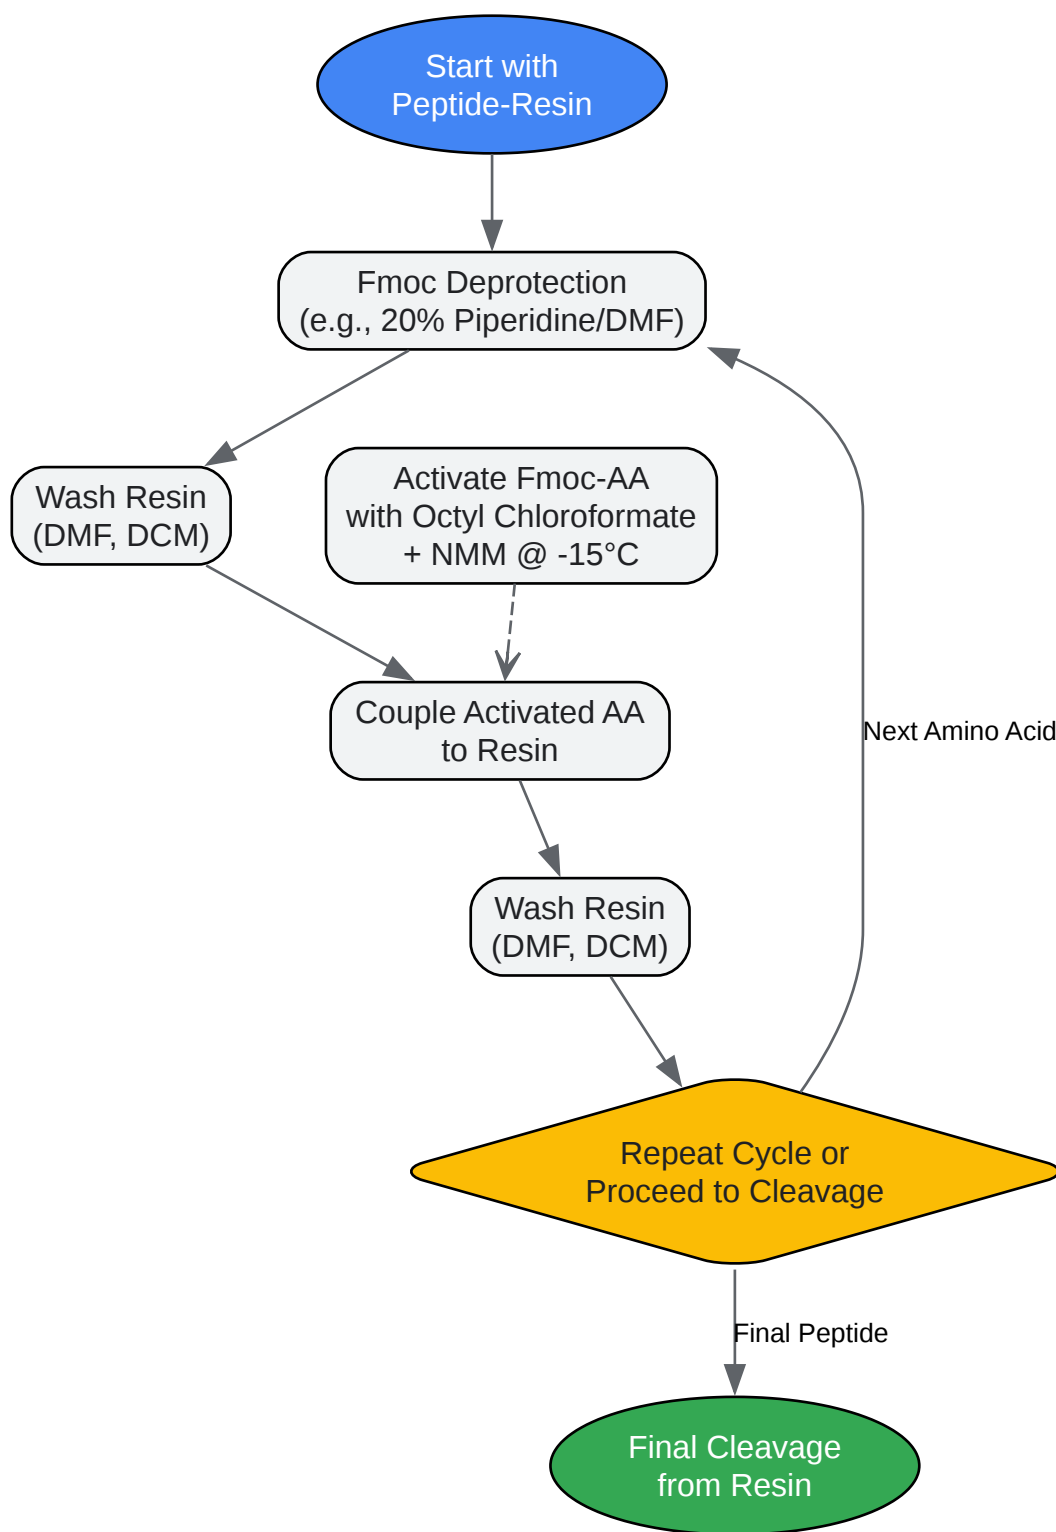 Start with
Peptide-Resin
Fmoc Deprotection
(e.g., 20% Piperidine/DMF)
Wash Resin
(DMF, DCM)
Activate Fmoc-AA
with Octyl Chloroformate
+ NMM @ -15°C
Couple Activated AA
to Resin
Next Amino Acid
Wash Resin
(DMF, DCM)
Repeat Cycle or
Proceed to Cleavage
Final Peptide
Final Cleavage
from Resin